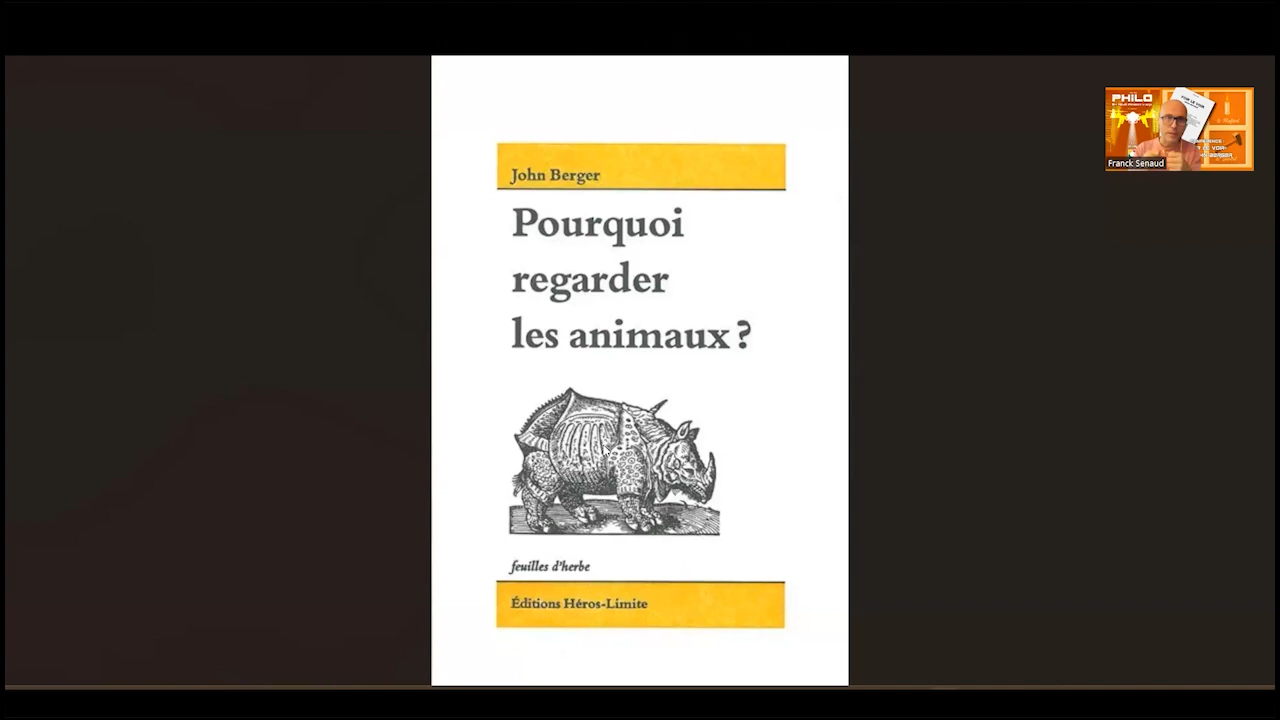 John Berger
Pourquoi
regarder
les animaux ?
feuilles d'herbe
Éditions Héros-Limite
PHILO
Franck Senaud